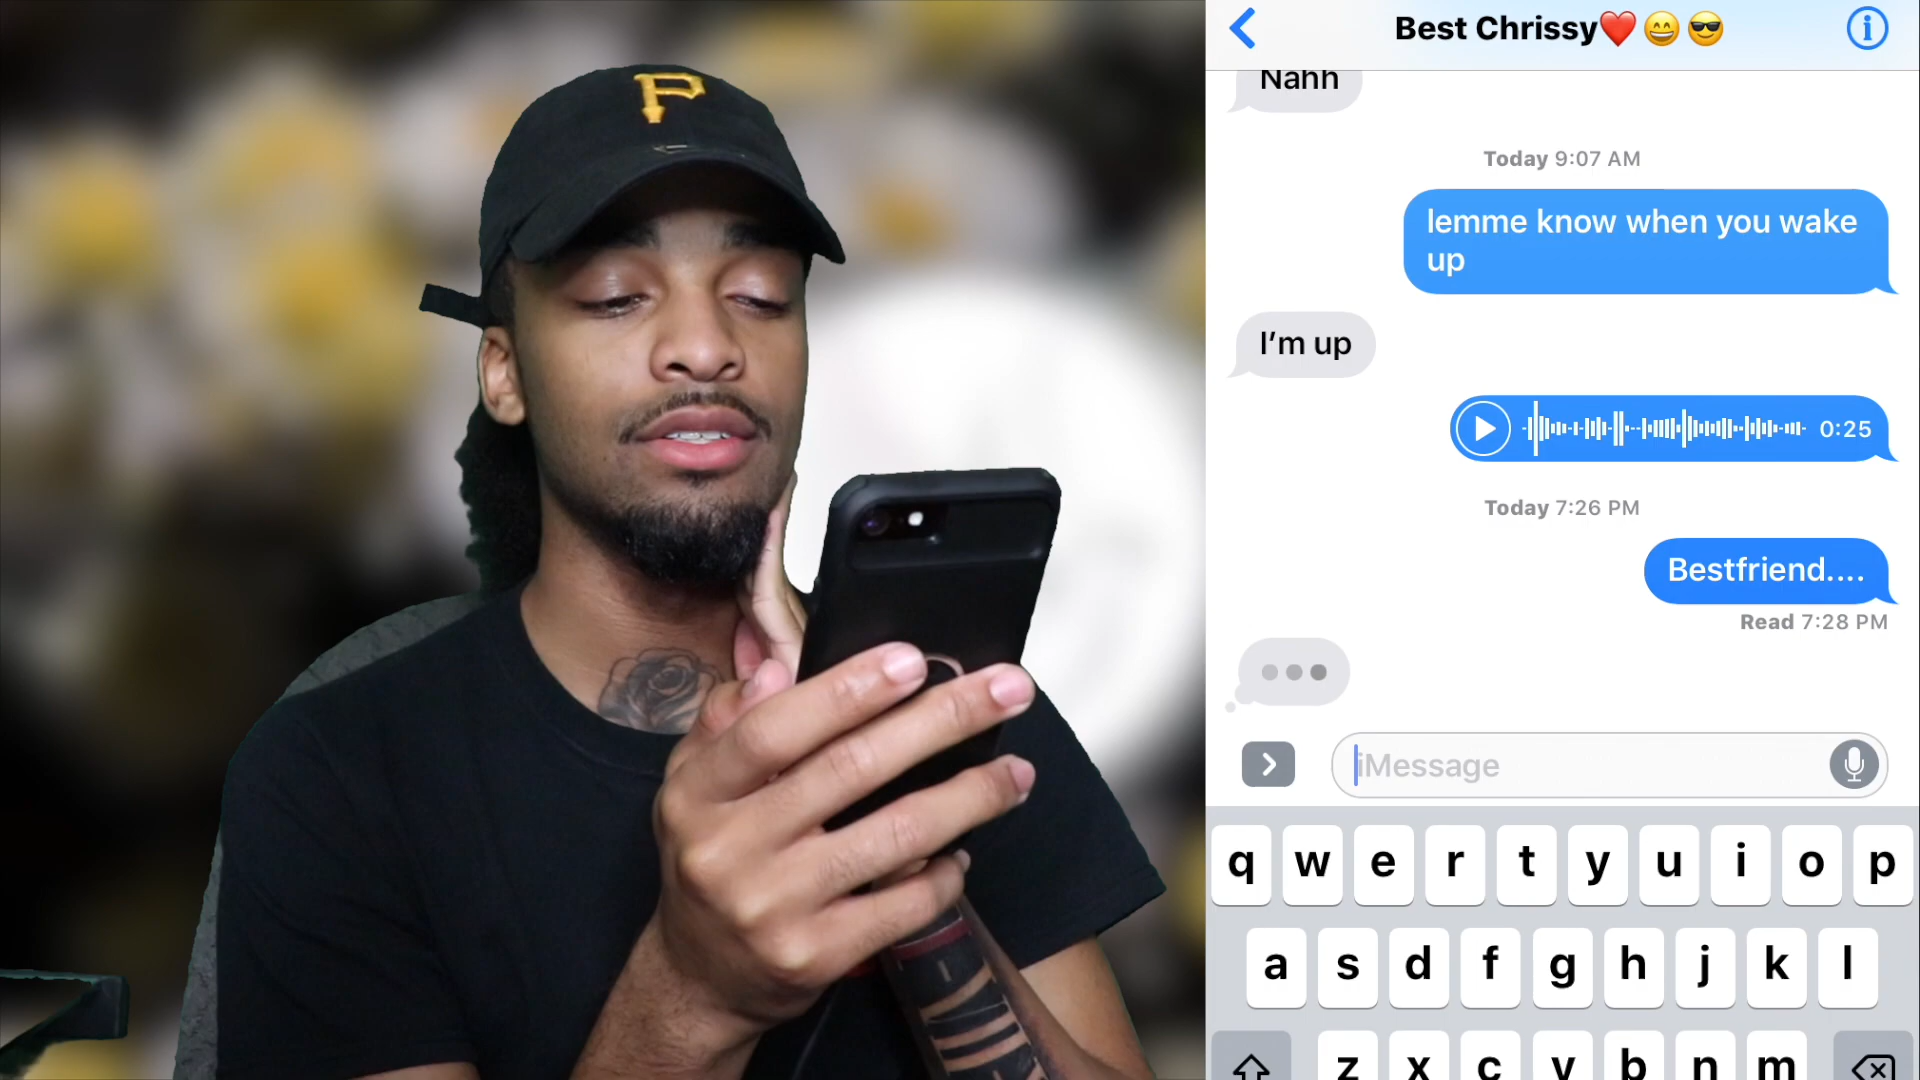 P
Best Chrissy❤️😄😎
Nahh
Today 9:07 AM
lemme know when you wake
up
I'm up
0:25
Today 7:26 PM
Bestfriend....
Read 7:28 PM
iMessage
q w e r t y u i o p
a s d f g h j k l
z x c v b n m